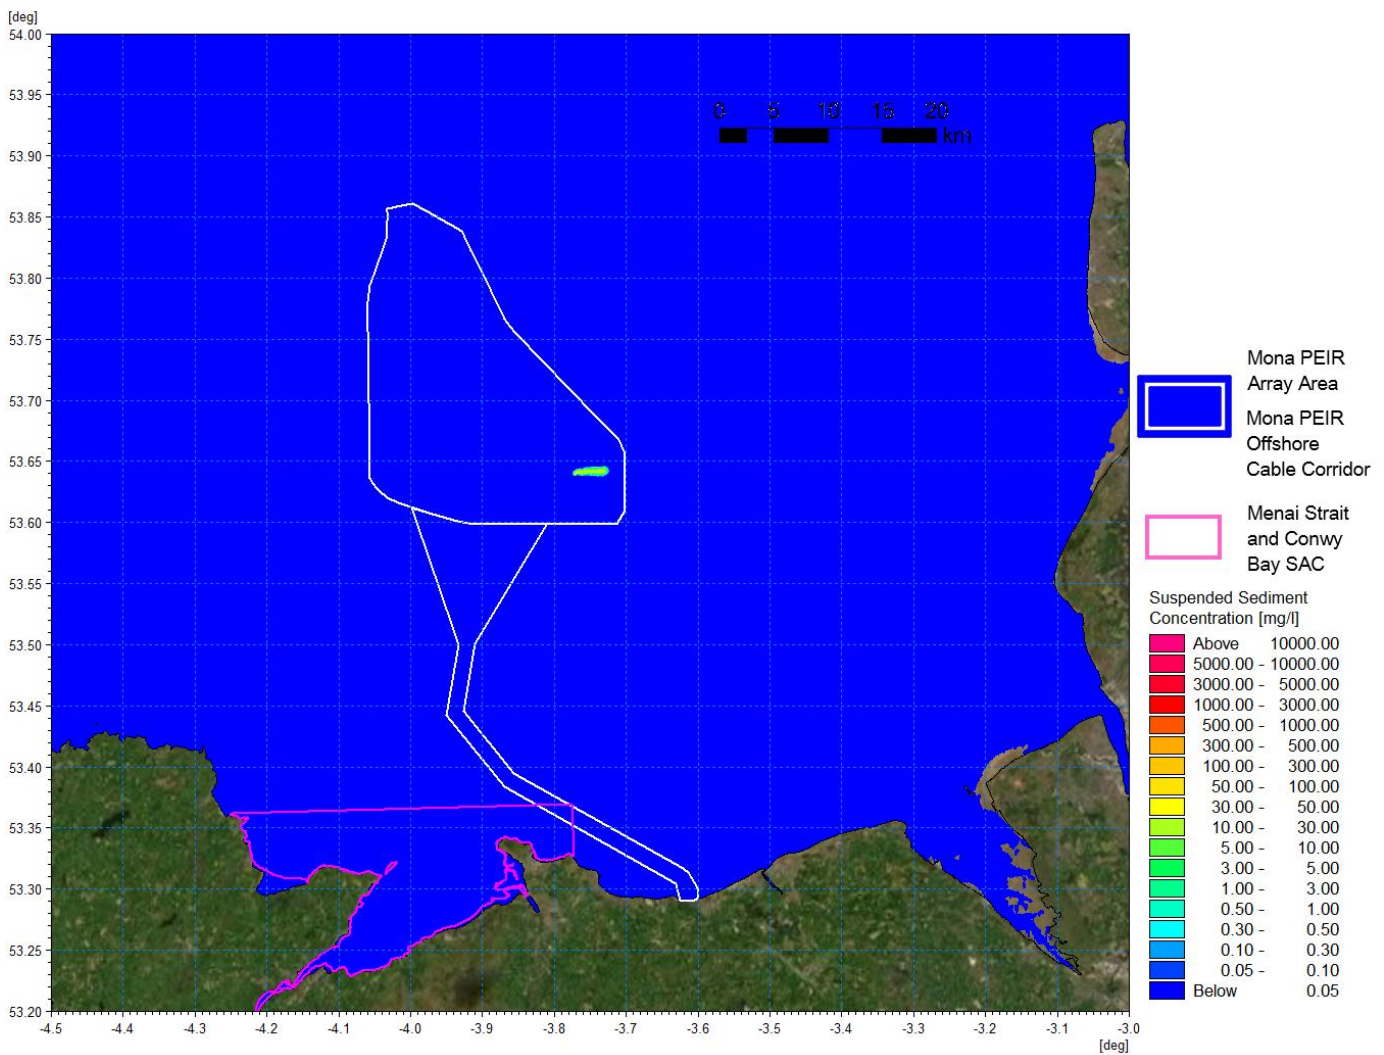 [deg]
54.00
53.95
53.90
53.85
53.80
53.75
53.70
53.65
53.60
53.55
53.50
53.45
53.40
53.35
53.30
53.25
53.20
-4.5 -4.4 -4.3 -4.2 -4.1 -4.0 -3.9 -3.8 -3.7 -3.6 -3.5 -3.4 -3.3 -3.2 -3.1 -3.0
[deg]
0 5 10 15 20
km
Mona PEIR
Array Area
Mona PEIR
Offshore
Cable Corridor
Menai Strait
and Conwy
Bay SAC
Suspended Sediment
Concentration [mg/l]
Above 10000.00
5000.00 - 10000.00
3000.00 - 5000.00
1000.00 - 3000.00
500.00 - 1000.00
300.00 - 500.00
100.00 - 300.00
50.00 - 100.00
30.00 - 50.00
10.00 - 30.00
5.00 - 10.00
3.00 - 5.00
1.00 - 3.00
0.50 - 1.00
0.30 - 0.50
0.10 - 0.30
0.05 - 0.10
Below 0.05